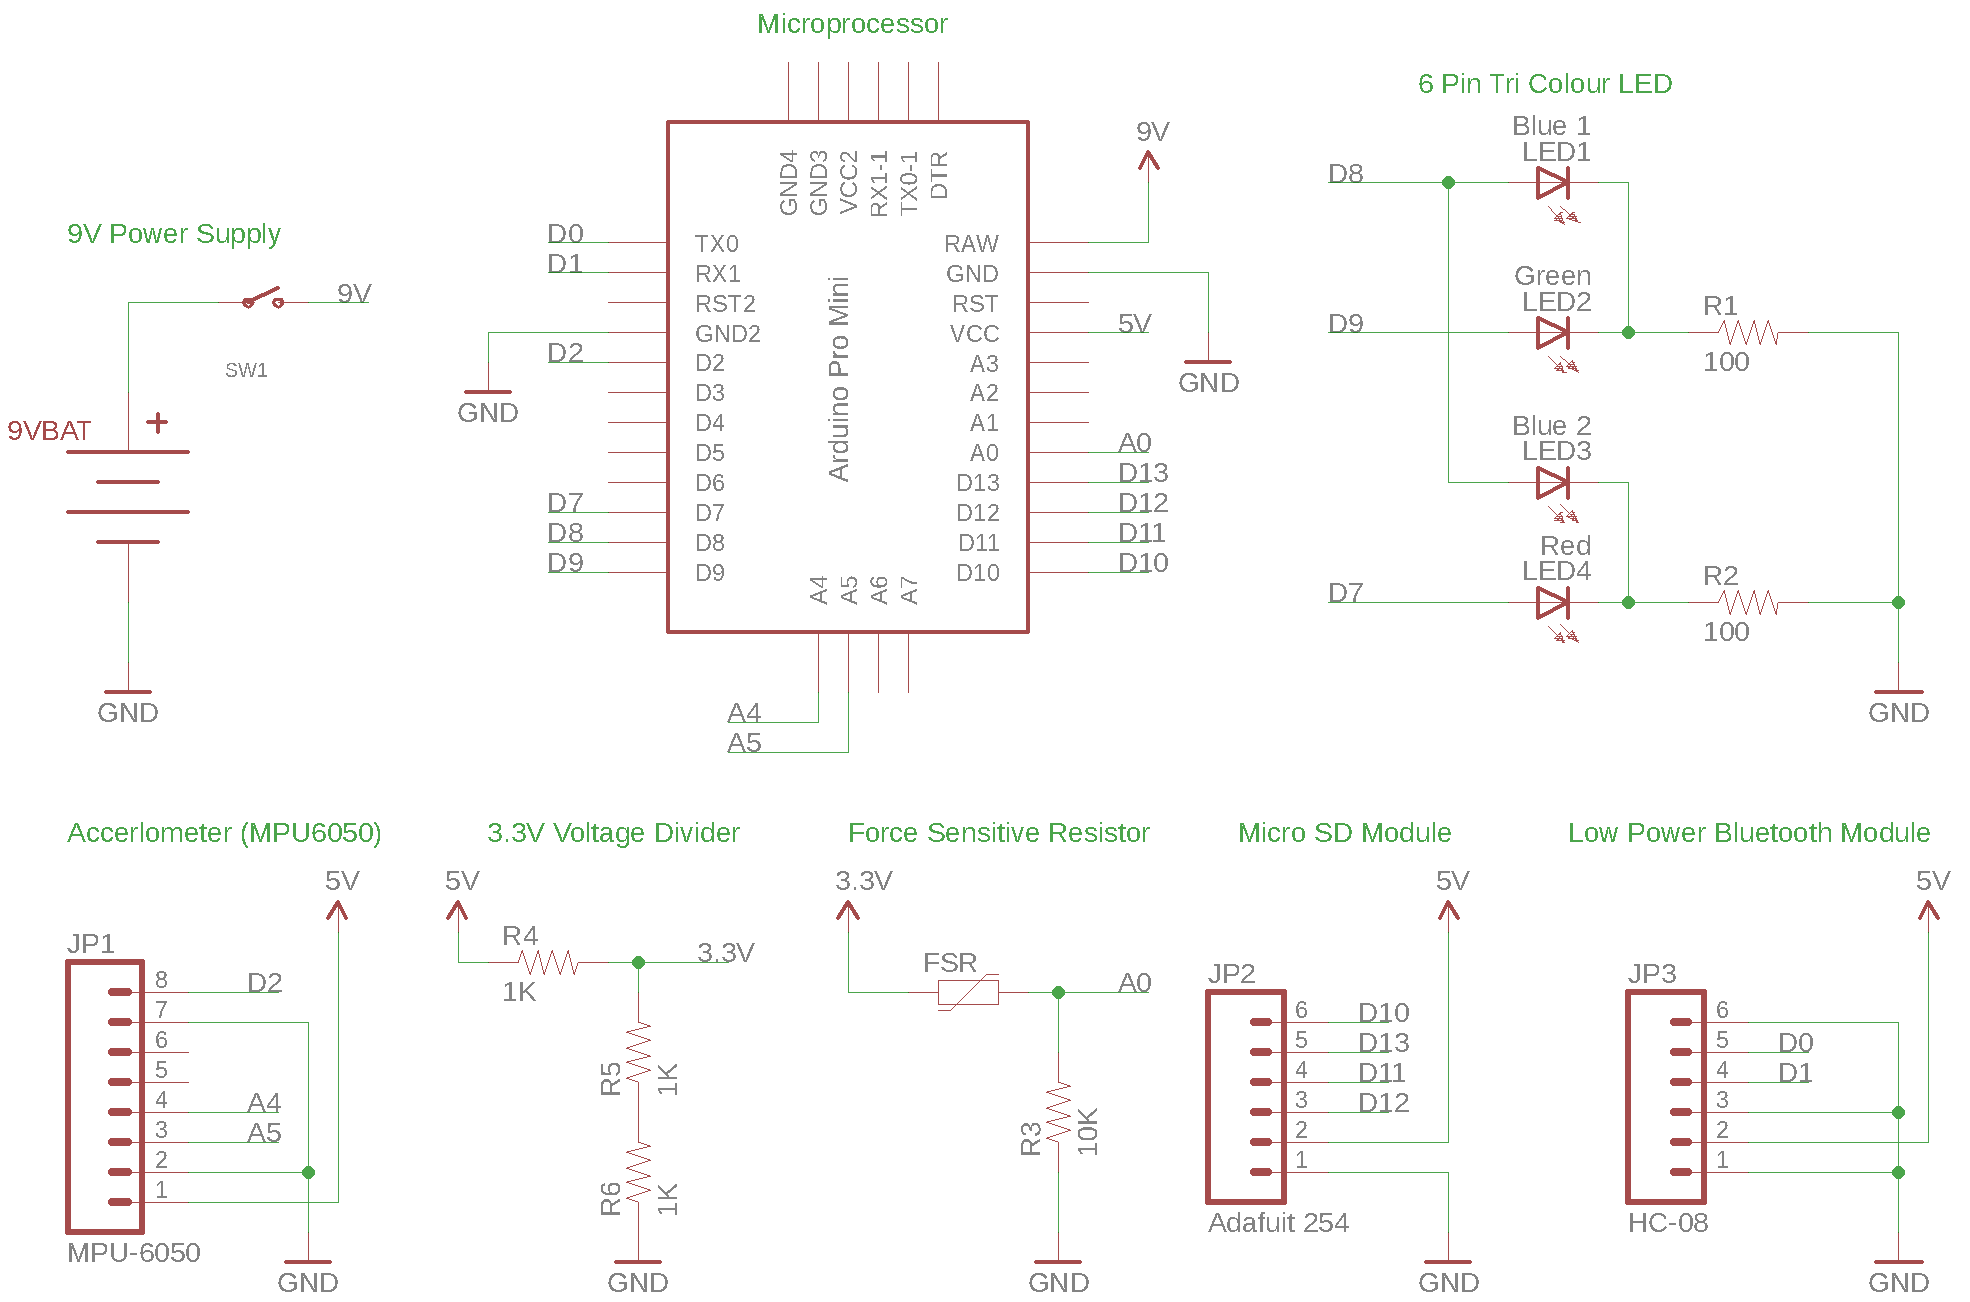 Microprocessor
GND4
GND3
VCC2
RX1-1
TX0-1
DTR
Arduino Pro Mini
D0
D1
D2
D7
D8
D9
TX0
RX1
RST2
GND2
D2
D3
D4
D5
D6
D7
D8
D9
RAW
GND
RST
VCC
A3
A2
A1
A0
D13
D12
D11
D10
A4
A5
A6
A7
9V
5V
A0
D13
D12
D11
D10
GND
GND
A4
A5
9V Power Supply
9V
SW1
9VBAT
+
GND
6 Pin Tri Colour LED
D8
Blue 1
LED1
D9
Green
LED2
R1
100
Blue 2
LED3
D7
Red
LED4
R2
100
GND
Accerlometer (MPU6050)
5V
JP1
8
7
6
5
4
3
2
1
D2
A4
A5
MPU-6050
GND
3.3V Voltage Divider
5V
R4
1K
3.3V
R5
1K
R6
1K
GND
Force Sensitive Resistor
3.3V
FSR
A0
R3
10K
GND
Micro SD Module
5V
JP2
6
5
4
3
2
1
D10
D13
D11
D12
Adafuit 254
GND
Low Power Bluetooth Module
5V
JP3
6
5
4
3
2
1
D0
D1
HC-08
GND